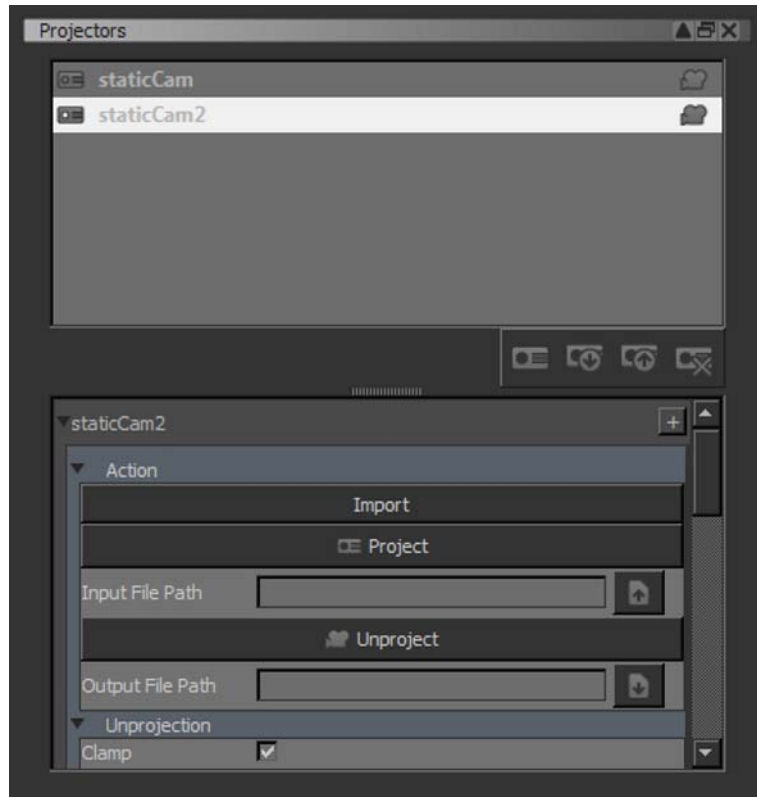 Projectors
staticCam
staticCam2
staticCam2
+
Action
Import
Project
Input File Path
Unproject
Output File Path
Unprojection
Clamp